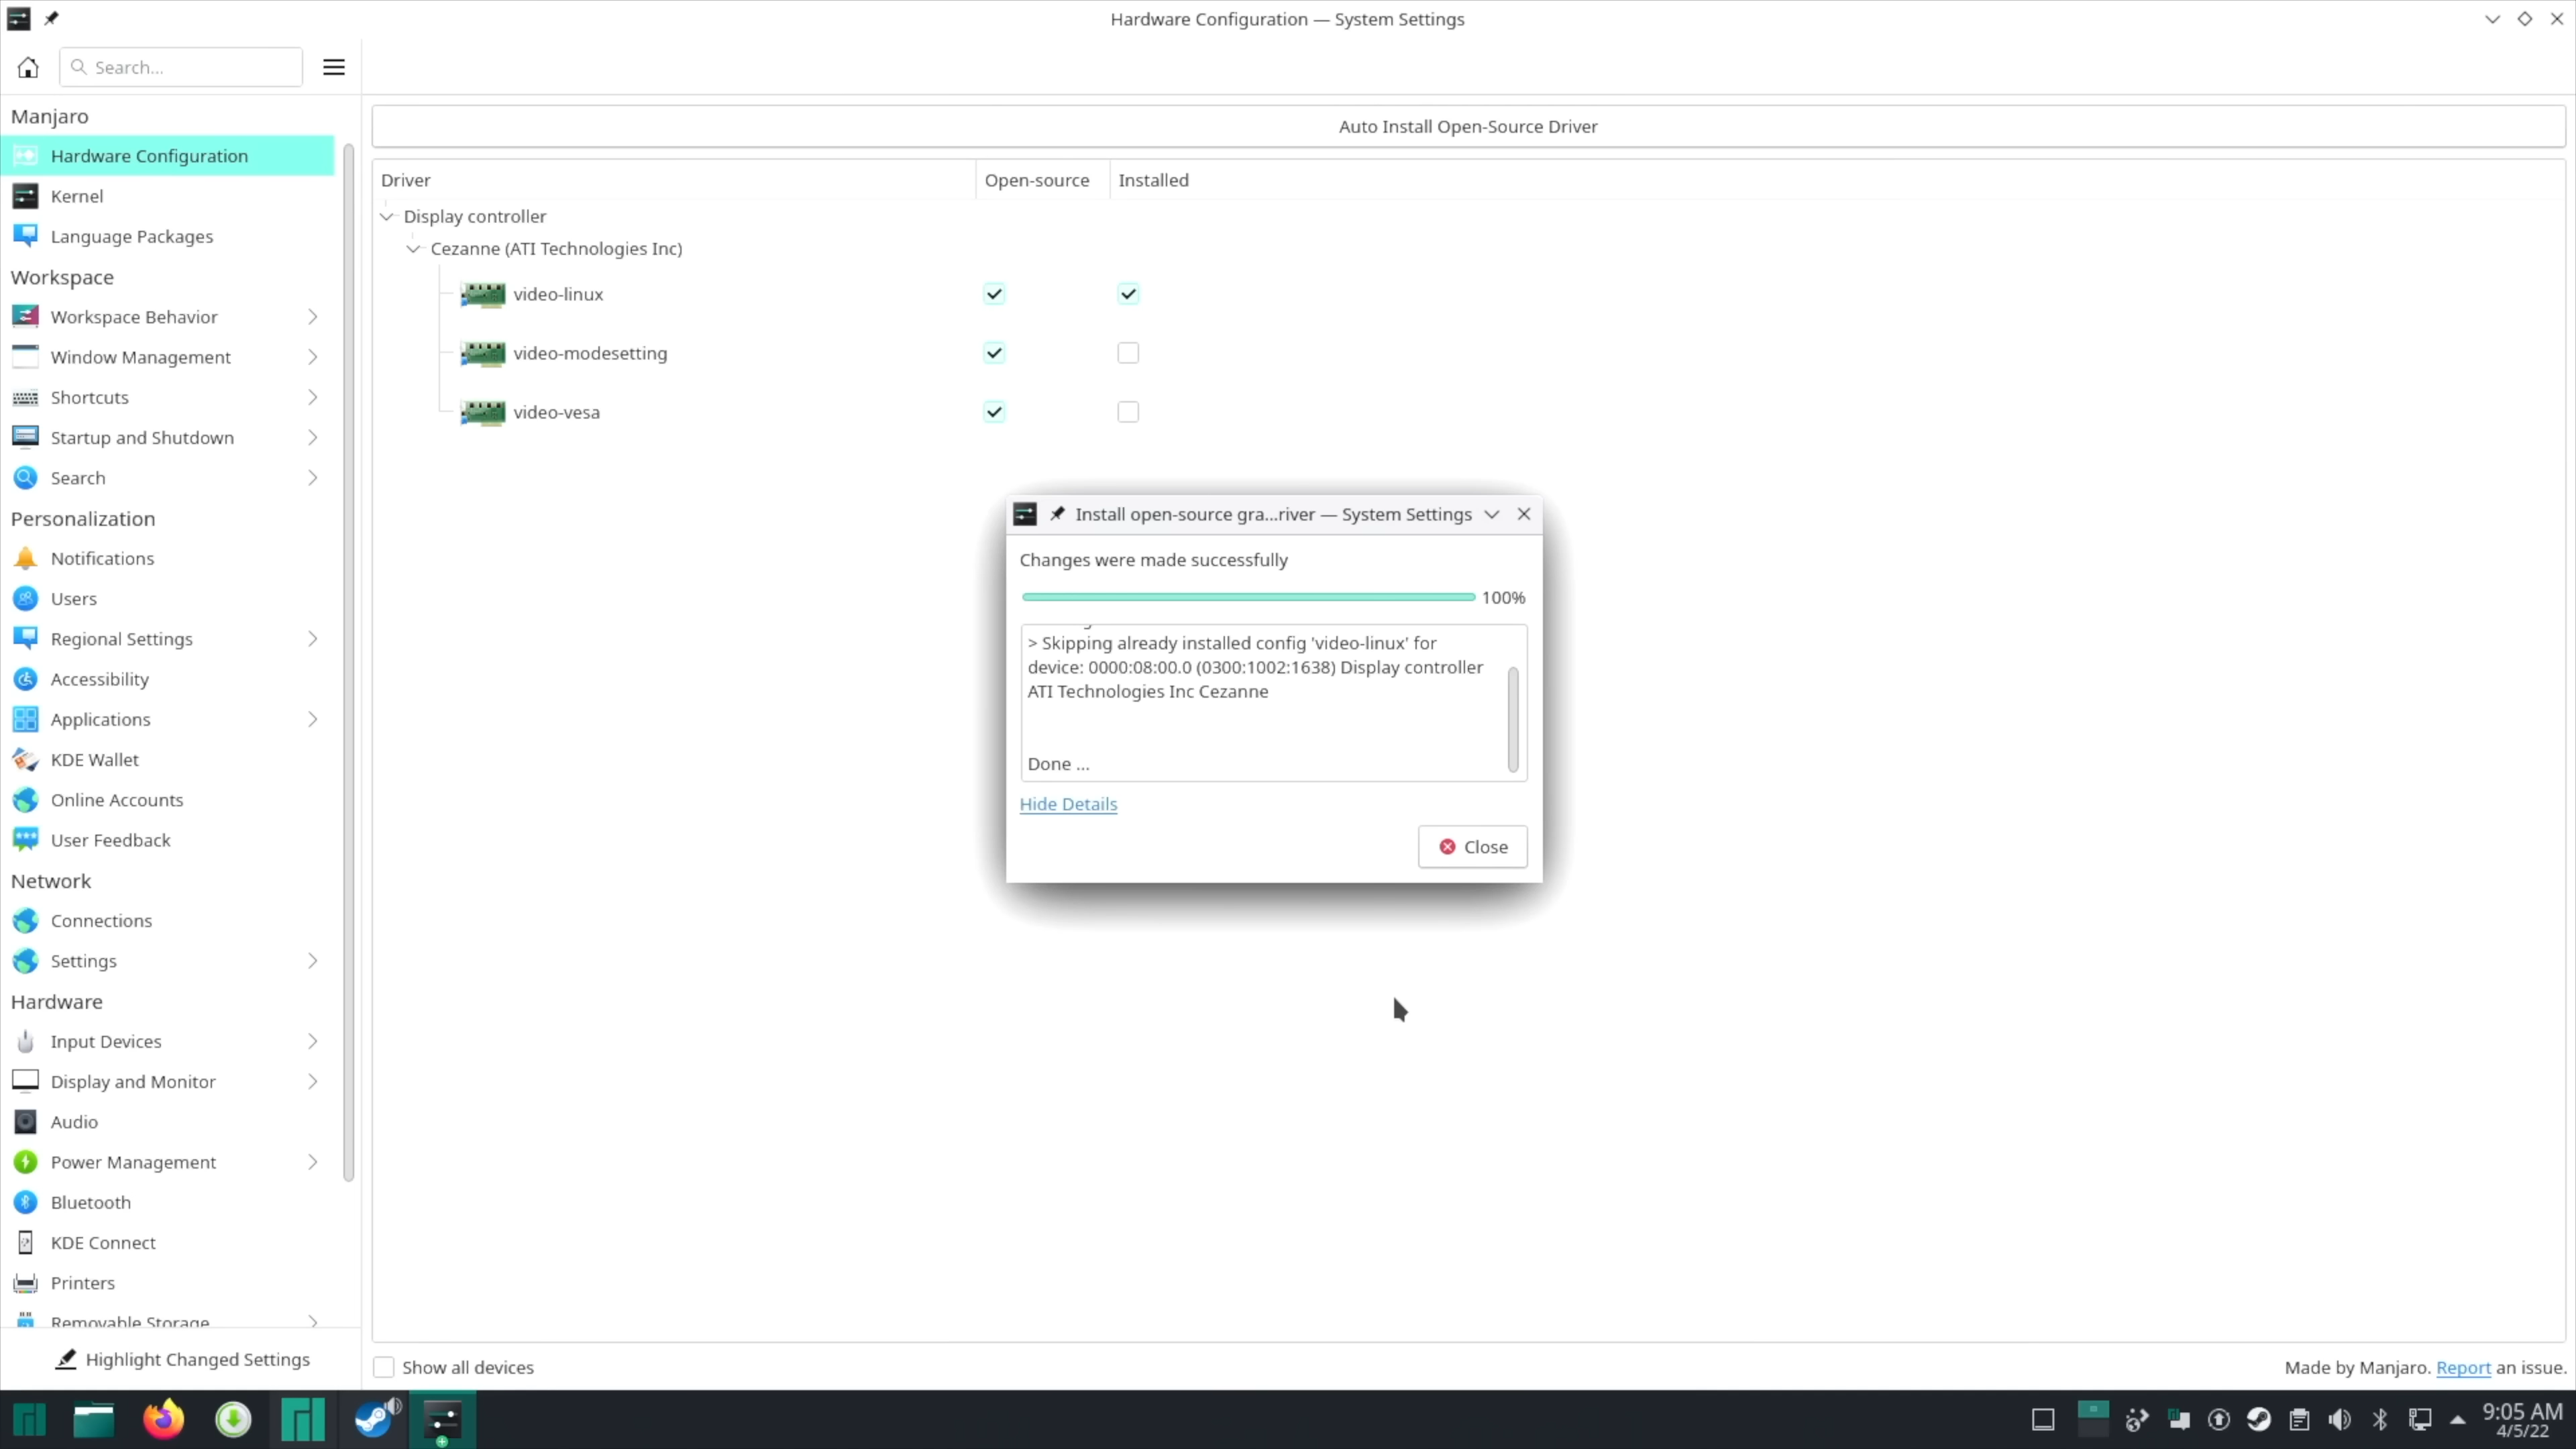 Hardware Configuration — System Settings
Search...
Auto Install Open-Source Driver
Manjaro
Hardware Configuration
Kernel
Language Packages
Workspace
Workspace Behavior
Window Management
Shortcuts
Startup and Shutdown
Search
Personalization
Notifications
Users
Regional Settings
Accessibility
Applications
KDE Wallet
Online Accounts
User Feedback
Network
Connections
Settings
Hardware
Input Devices
Display and Monitor
Audio
Power Management
Bluetooth
KDE Connect
Printers
Removable Storage
Highlight Changed Settings
Driver Open-source Installed
Display controller
Cezanne (ATI Technologies Inc)
video-linux
video-modesetting
video-vesa
Install open-source gra...river — System Settings
Changes were made successfully
100%
> Skipping already installed config 'video-linux' for
device: 0000:08:00.0 (0300:1002:1638) Display controller
ATI Technologies Inc Cezanne
Done ...
Hide Details
Close
Show all devices
Made by Manjaro. Report an issue.
9:05 AM
4/5/22